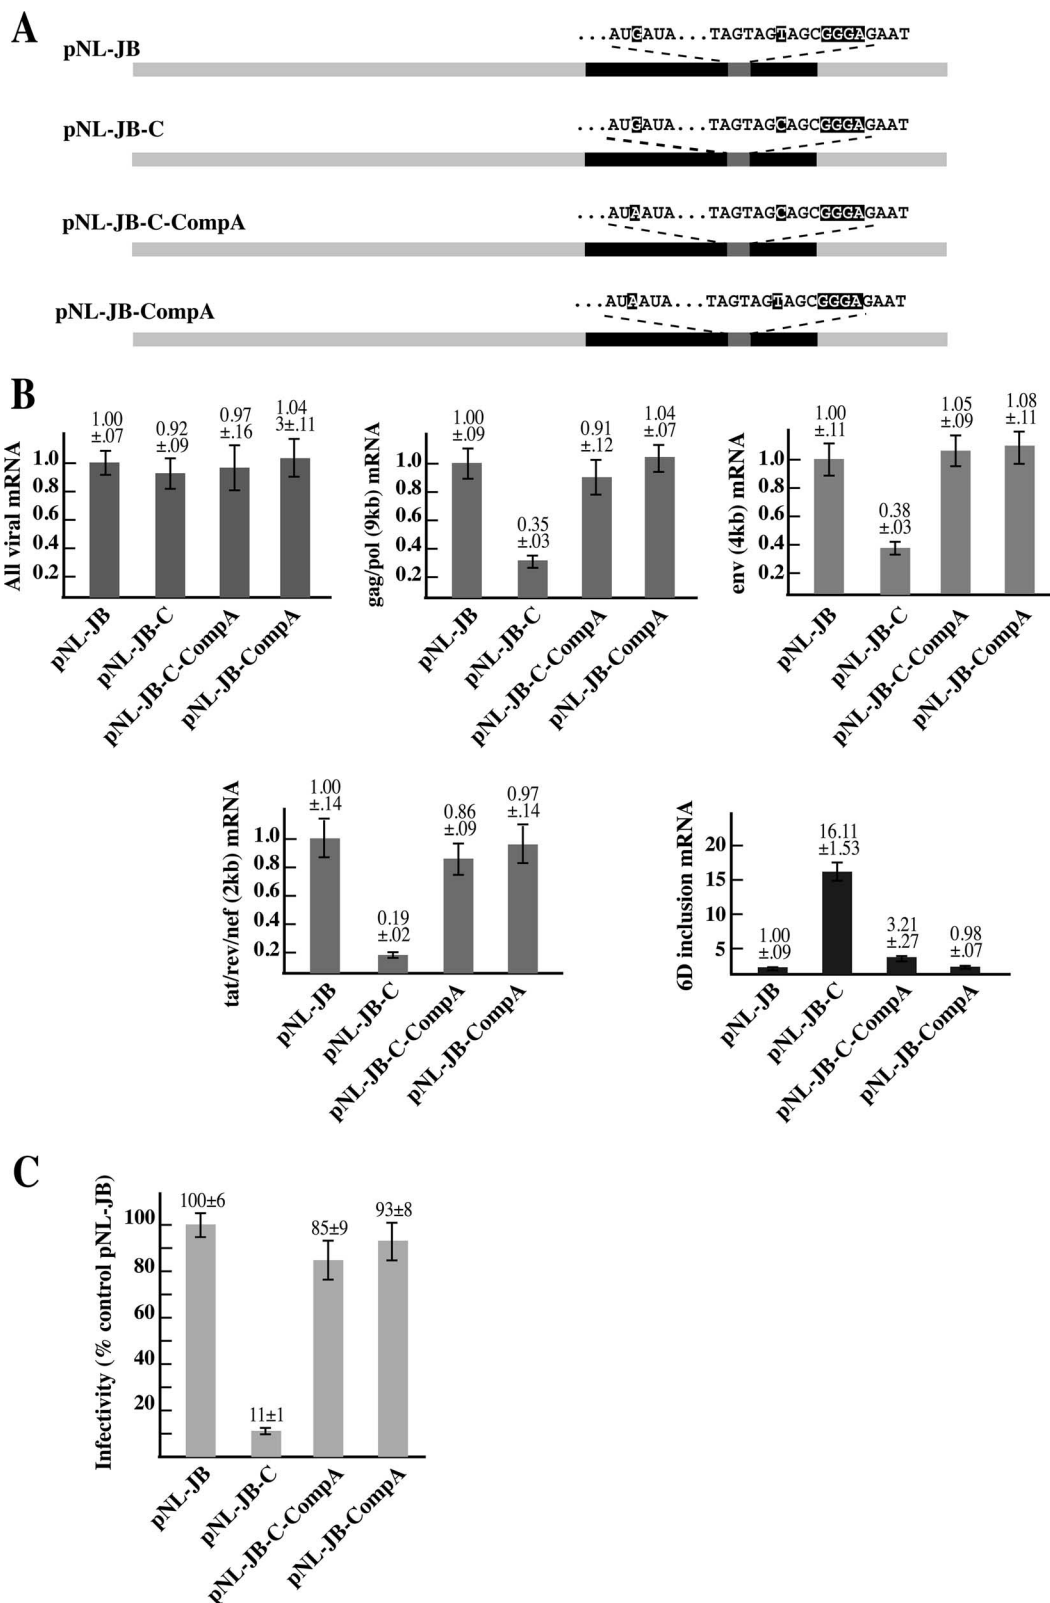 A
pNL-JB
...AUGAUA...TAGTAGTAGCGGGAGAAT
pNL-JB-C
...AUGAUA...TAGTAGCAGCGGGAGAAT
pNL-JB-C-CompA
...AUAAUA...TAGTAGCAGCGGGAGAAT
pNL-JB-CompA
...AUAAUA...TAGTAGTAGCGGGAGAAT
B
All viral mRNA
1.0
0.8
0.6
0.4
0.2
1.00
±.07
0.92
±.09
0.97
±.16
1.04
3±.11
pNL-JB
pNL-JB-C
pNL-JB-C-CompA
pNL-JB-CompA
gag/pol (9kb) mRNA
1.0
0.8
0.6
0.4
0.2
1.00
±.09
0.35
±.03
0.91
±.12
1.04
±.07
pNL-JB
pNL-JB-C
pNL-JB-C-CompA
pNL-JB-CompA
env (4kb) mRNA
1.0
0.8
0.6
0.4
0.2
1.00
±.11
0.38
±.03
1.05
±.09
1.08
±.11
pNL-JB
pNL-JB-C
pNL-JB-C-CompA
pNL-JB-CompA
tat/rev/nef (2kb) mRNA
1.0
0.8
0.6
0.4
0.2
1.00
±.14
0.19
±.02
0.86
±.09
0.97
±.14
pNL-JB
pNL-JB-C
pNL-JB-C-CompA
pNL-JB-CompA
6D inclusion mRNA
20
15
10
5
1.00
±.09
16.11
±1.53
3.21
±.27
0.98
±.07
pNL-JB
pNL-JB-C
pNL-JB-C-CompA
pNL-JB-CompA
C
Infectivity (% control pNL-JB)
100
80
60
40
20
100±6
11±1
85±9
93±8
pNL-JB
pNL-JB-C
pNL-JB-C-CompA
pNL-JB-CompA